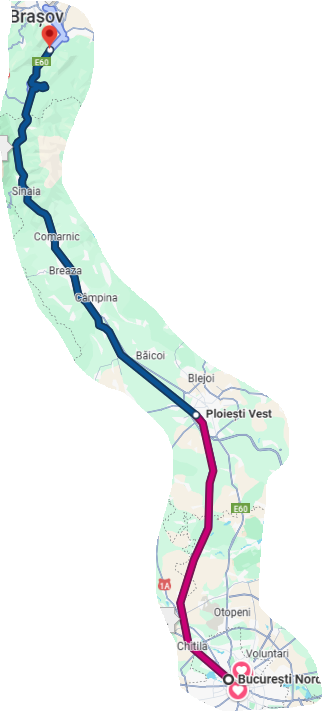 Brașov
E60
Sinaia
Comarnic
Breaza
Câmpina
Băicoi
Blejoi
Ploiești Vest
E60
1A
Otopeni
Chitila
Voluntari
București Nord